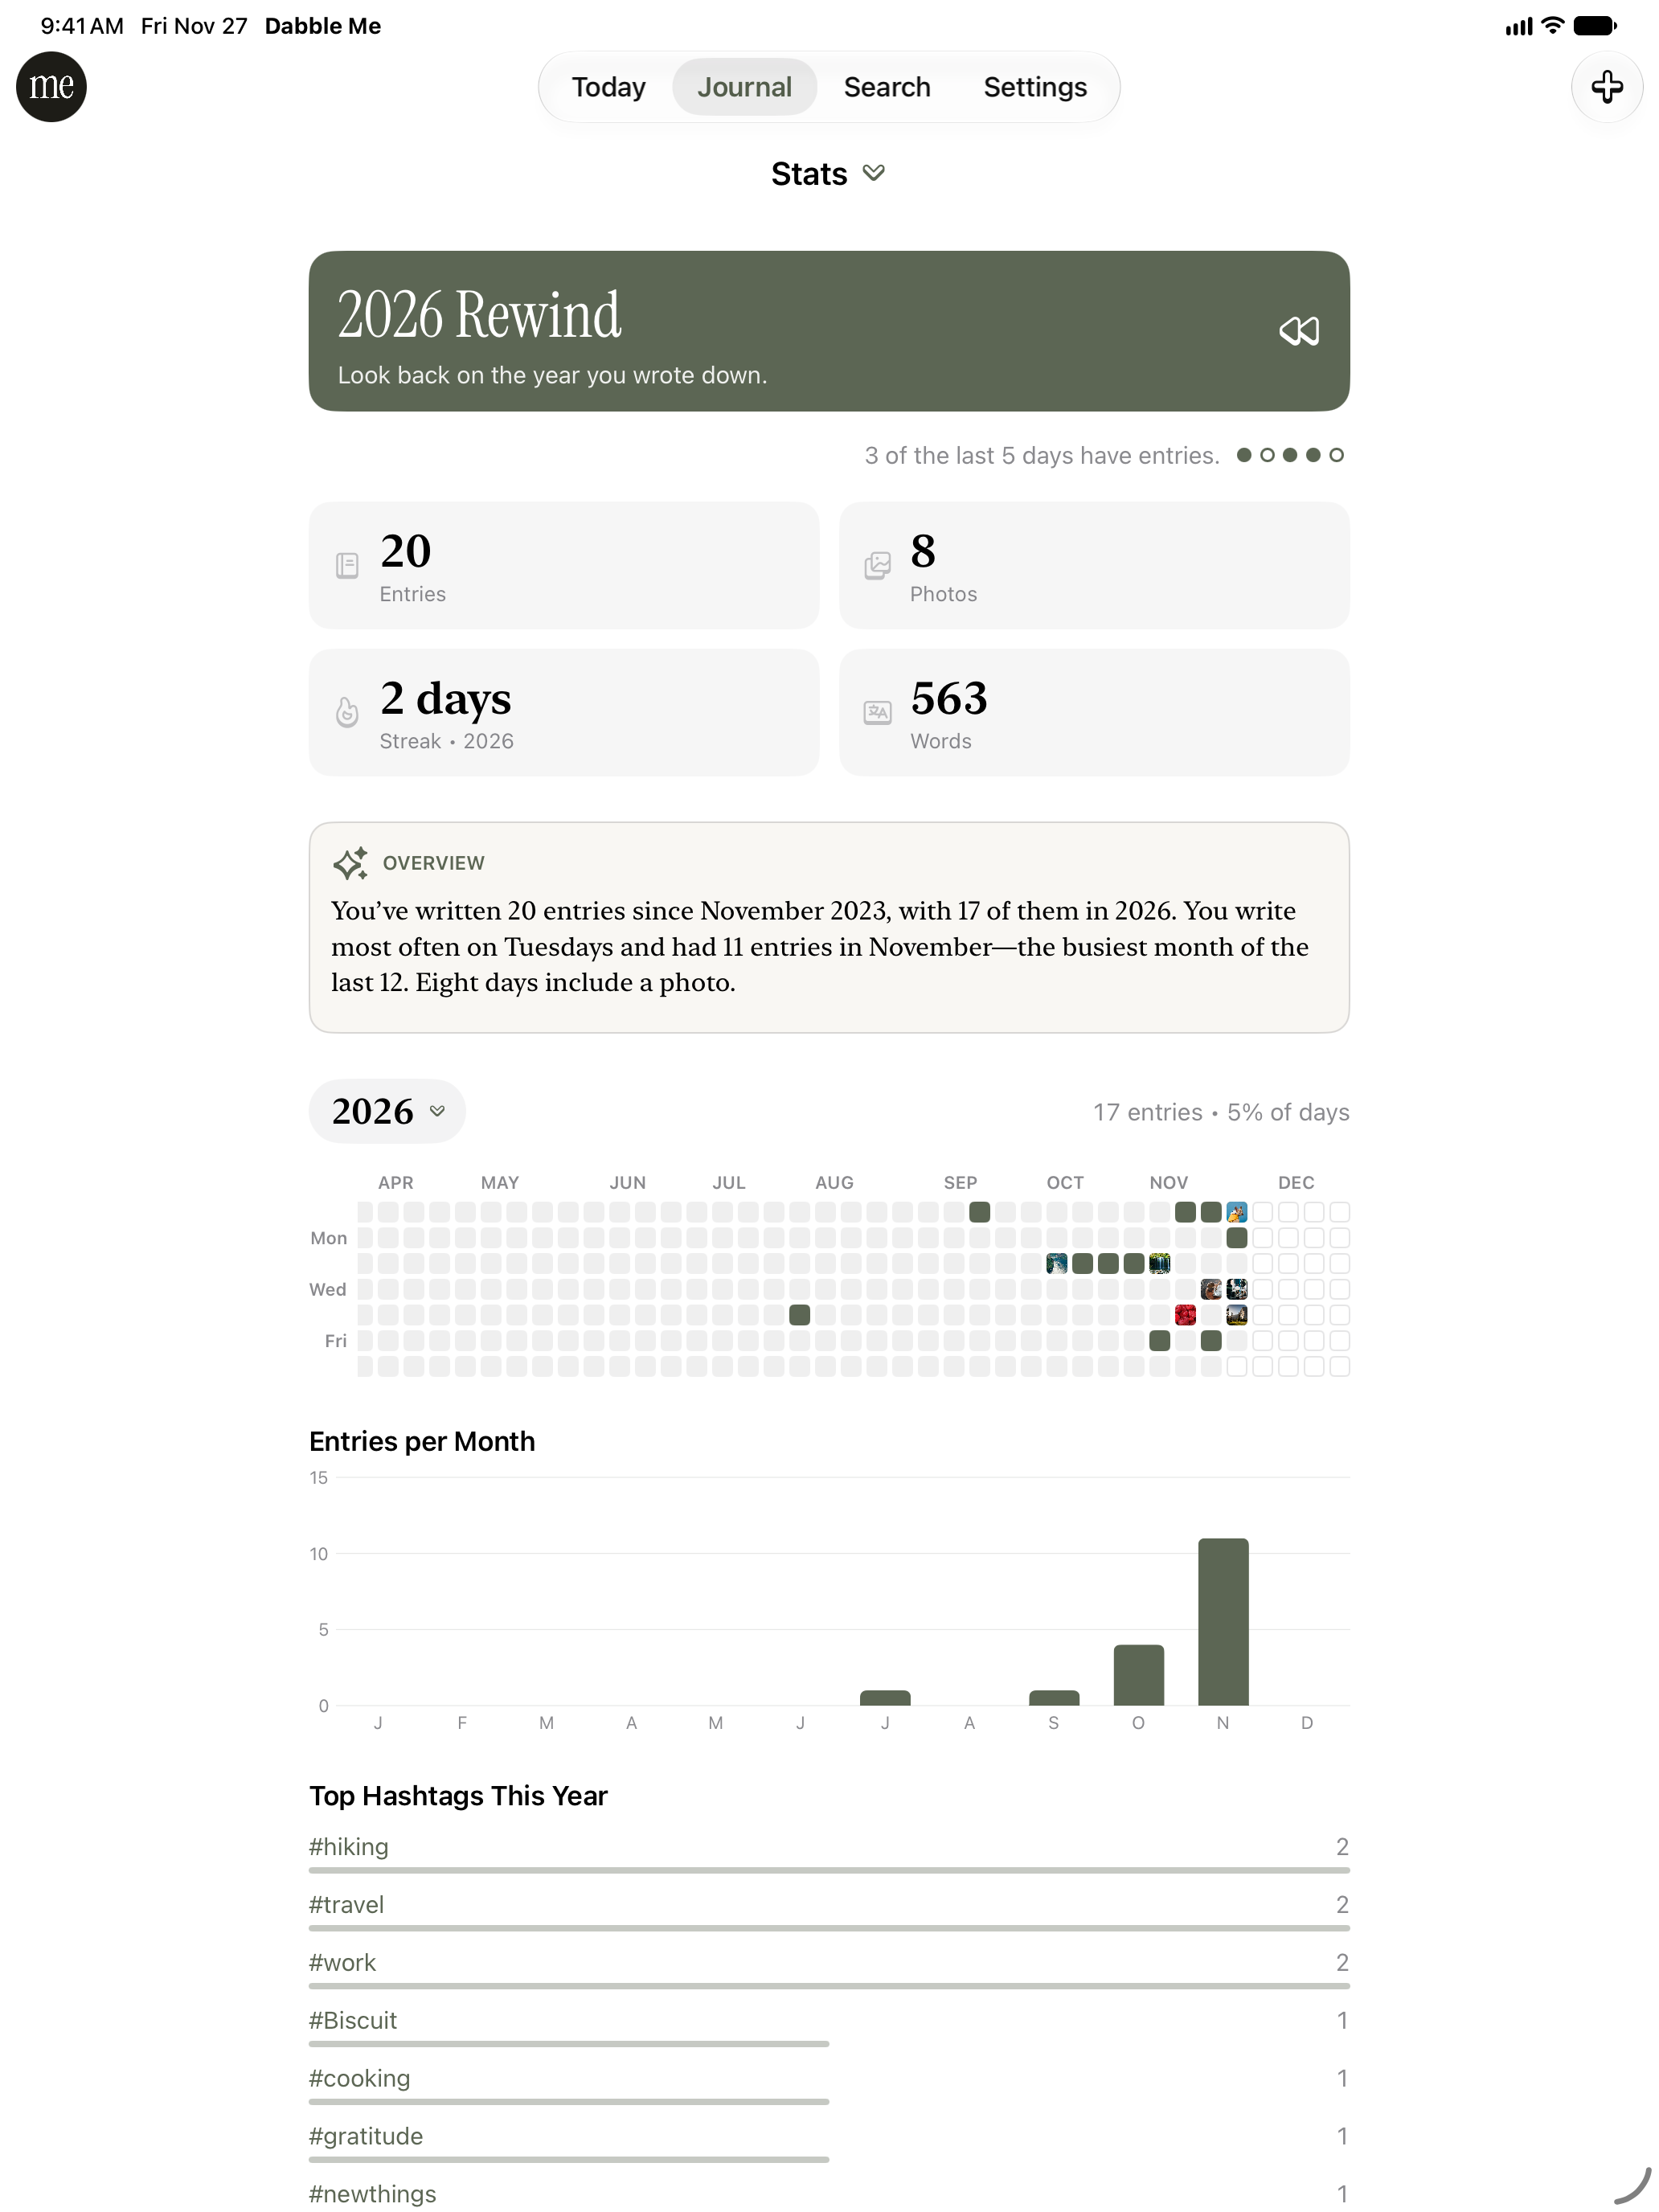 9:41 AM Fri Nov 27 Dabble Me
me
Today Journal Search Settings
Stats
2026 Rewind
Look back on the year you wrote down.
3 of the last 5 days have entries.
20
Entries
8
Photos
2 days
Streak • 2026
563
Words
OVERVIEW
You’ve written 20 entries since November 2023, with 17 of them in 2026. You write
most often on Tuesdays and had 11 entries in November—the busiest month of the
last 12. Eight days include a photo.
2026
17 entries • 5% of days
APR MAY JUN JUL AUG SEP OCT NOV DEC
Mon
Wed
Fri
Entries per Month
15
10
5
0
J F M A M J J A S O N D
Top Hashtags This Year
#hiking 2
#travel 2
#work 2
#Biscuit 1
#cooking 1
#gratitude 1
#newthings 1